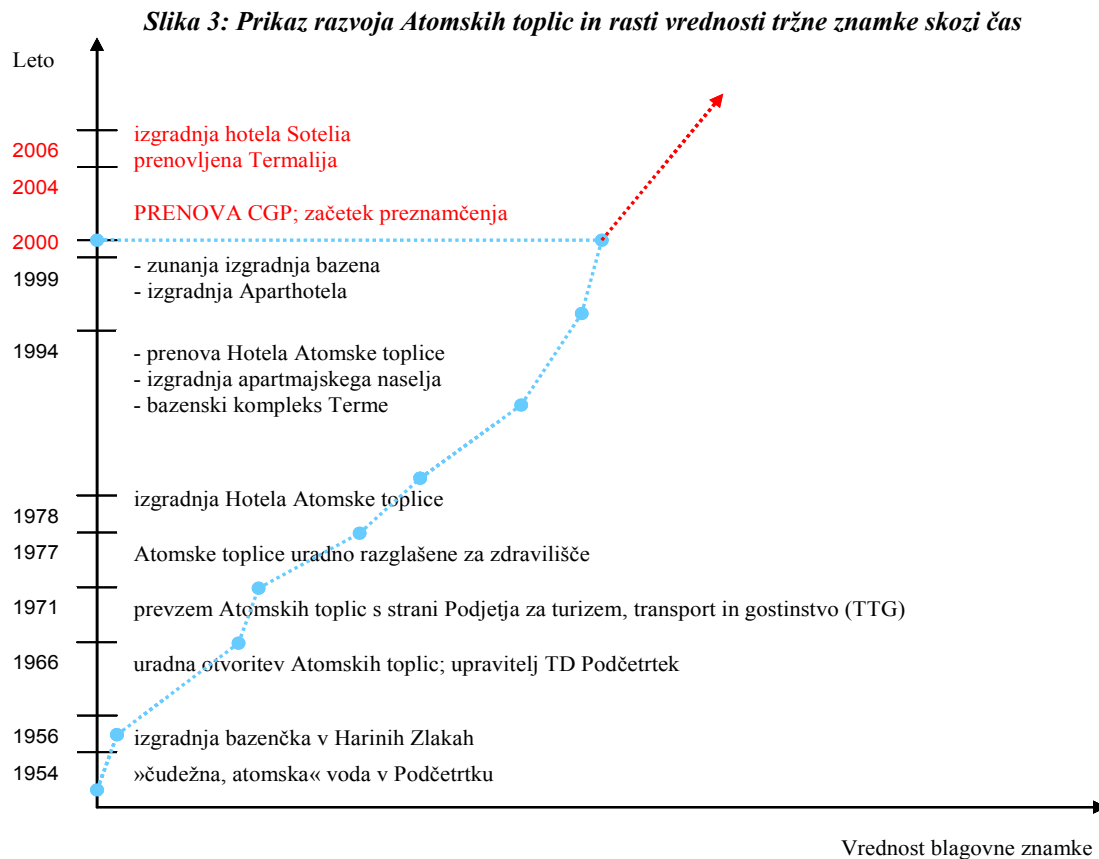 Slika 3: Prikaz razvoja Atomskih toplic in rasti vrednosti tržne znamke skozi čas
Leto
izgradnja hotela Sotelia
2006
prenovljena Termalija
2004
PRENOVA CGP; začetek preznamčenja
2000
- zunanja izgradnja bazena
1999
- izgradnja Aparthotela
1994
- prenova Hotela Atomske toplice
- izgradnja apartmajskega naselja
- bazenski kompleks Terme
izgradnja Hotela Atomske toplice
1978
1977
Atomske toplice uradno razglašene za zdravilišče
1971
prevzem Atomskih toplic s strani Podjetja za turizem, transport in gostinstvo (TTG)
1966
uradna otvoritev Atomskih toplic; upravitelj TD Podčetrtek
1956
izgradnja bazenčka v Harinih Zlakah
1954
»čudežna, atomska« voda v Podčetrtku
Vrednost blagovne znamke